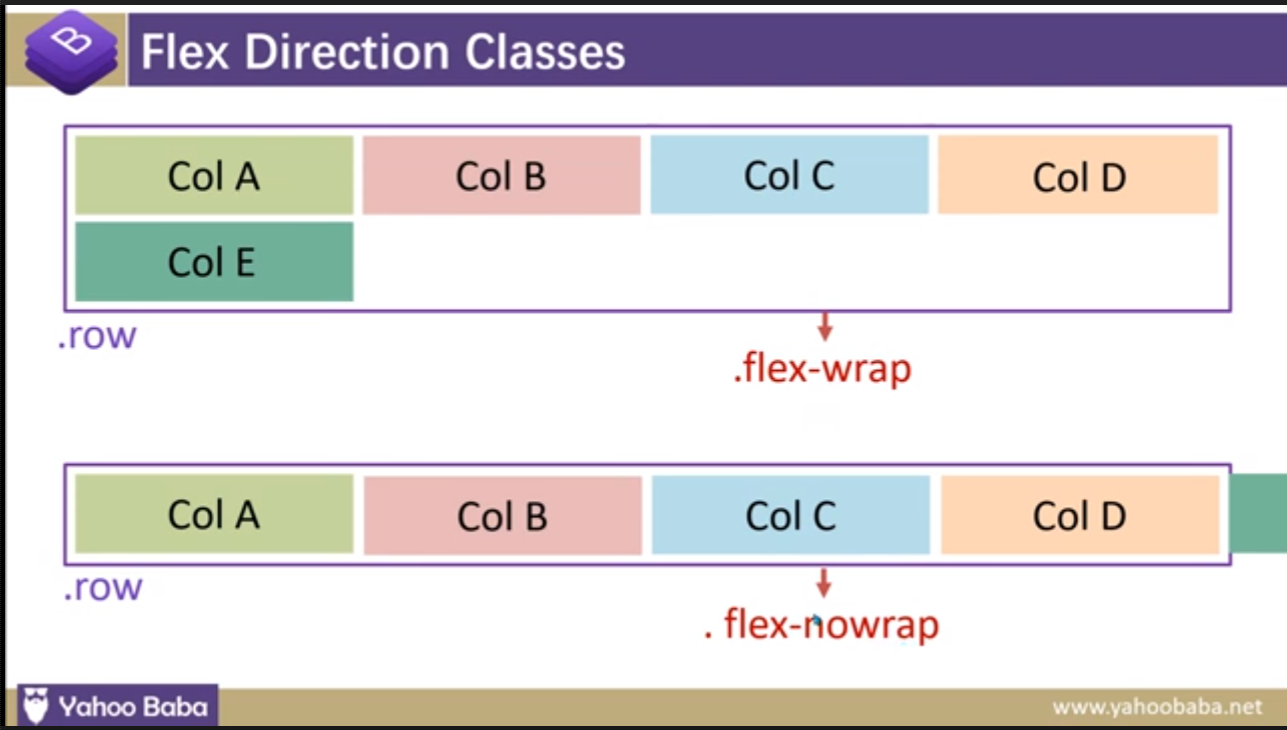 B
Flex Direction Classes
Col A Col B Col C Col D
Col E
.row
.flex-wrap
Col A Col B Col C Col D
.row
. flex-nowrap
Yahoo Baba
www.yahoobaba.net